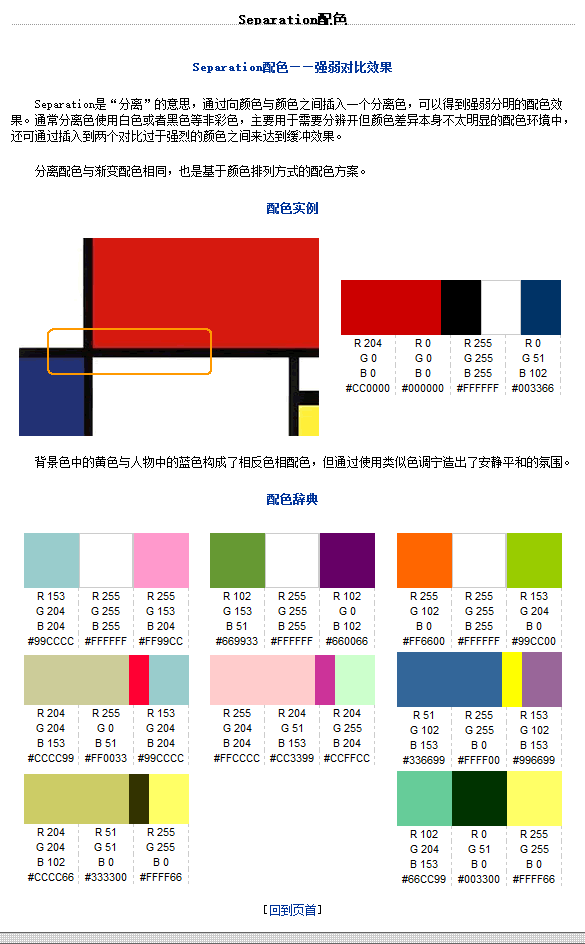 Separation配色
Separation配色－－强弱对比效果
Separation是“分离”的意思，通过向颜色与颜色之间插入一个分离色，可以得到强弱分明的配色效
果。通常分离色使用白色或者黑色等非彩色，主要用于需要分辨开但颜色差异本身不太明显的配色环境中，
还可通过插入到两个对比过于强烈的颜色之间来达到缓冲效果。
分离配色与渐变配色相同，也是基于颜色排列方式的配色方案。
配色实例
R 204 R 0 R 255 R 0
G 0 G 0 G 255 G 51
B 0 B 0 B 255 B 102
#CC0000 #000000 #FFFFFF #003366
背景色中的黄色与人物中的蓝色构成了相反色相配色，但通过使用类似色调宁造出了安静平和的氛围。
配色辞典
R 153 R 255 R 255 R 102 R 255 R 102 R 255 R 255 R 153
G 204 G 255 G 153 G 153 G 255 G 0 G 102 G 255 G 204
B 204 B 255 B 204 B 51 B 255 B 102 B 0 B 255 B 0
#99CCCC #FFFFFF #FF99CC #669933 #FFFFFF #660066 #FF6600 #FFFFFF #99CC00
R 204 R 255 R 153 R 255 R 204 R 204 R 51 R 255 R 153
G 204 G 0 G 204 G 204 G 51 G 255 G 102 G 255 G 102
B 153 B 51 B 204 B 204 B 153 B 204 B 153 B 0 B 153
#CCCC99 #FF0033 #99CCCC #FFCCCC #CC3399 #CCFFCC #336699 #FFFF00 #996699
R 204 R 51 R 255 R 102 R 0 R 255
G 204 G 51 G 255 G 204 G 51 G 255
B 102 B 0 B 0 B 153 B 0 B 0
#CCCC66 #333300 #FFFF66 #66CC99 #003300 #FFFF66
[回到页首]